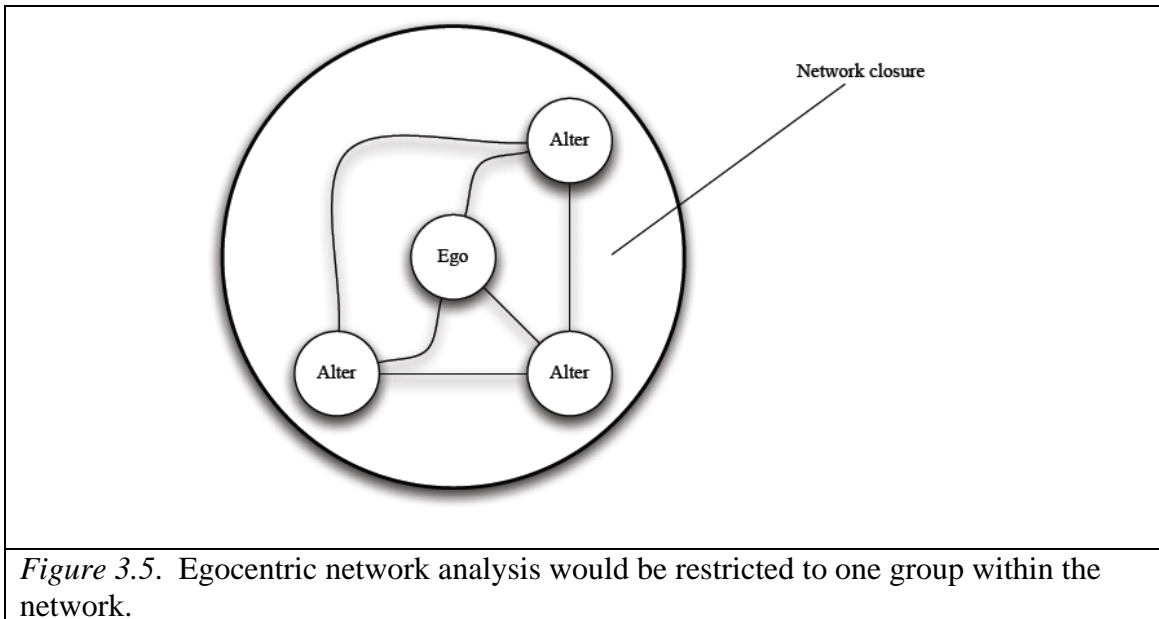 Network closure
Alter
Ego
Alter
Alter
Figure 3.5.  Egocentric network analysis would be restricted to one group within the
network.